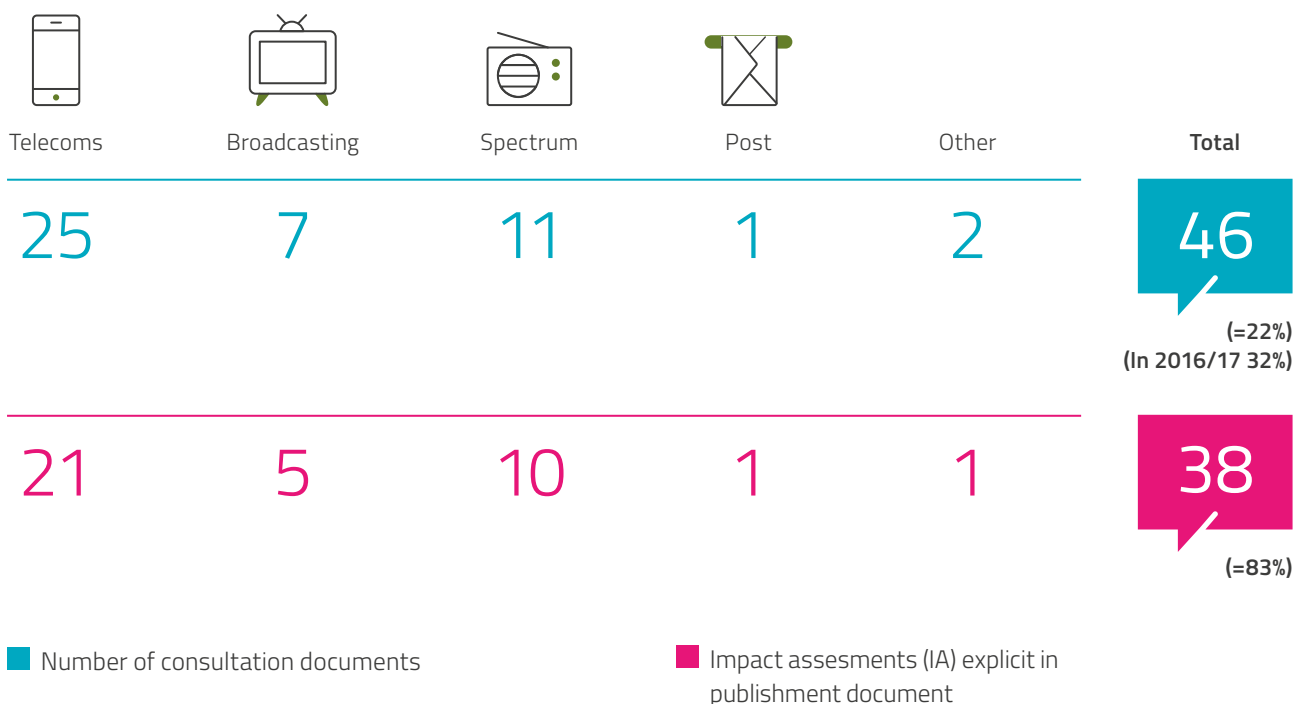 Telecoms Broadcasting Spectrum Post Other Total
25 7 11 1 2 46
(=22%)
(In 2016/17 32%)
21 5 10 1 1 38
(=83%)
Number of consultation documents
Impact assesments (IA) explicit in
publishment document